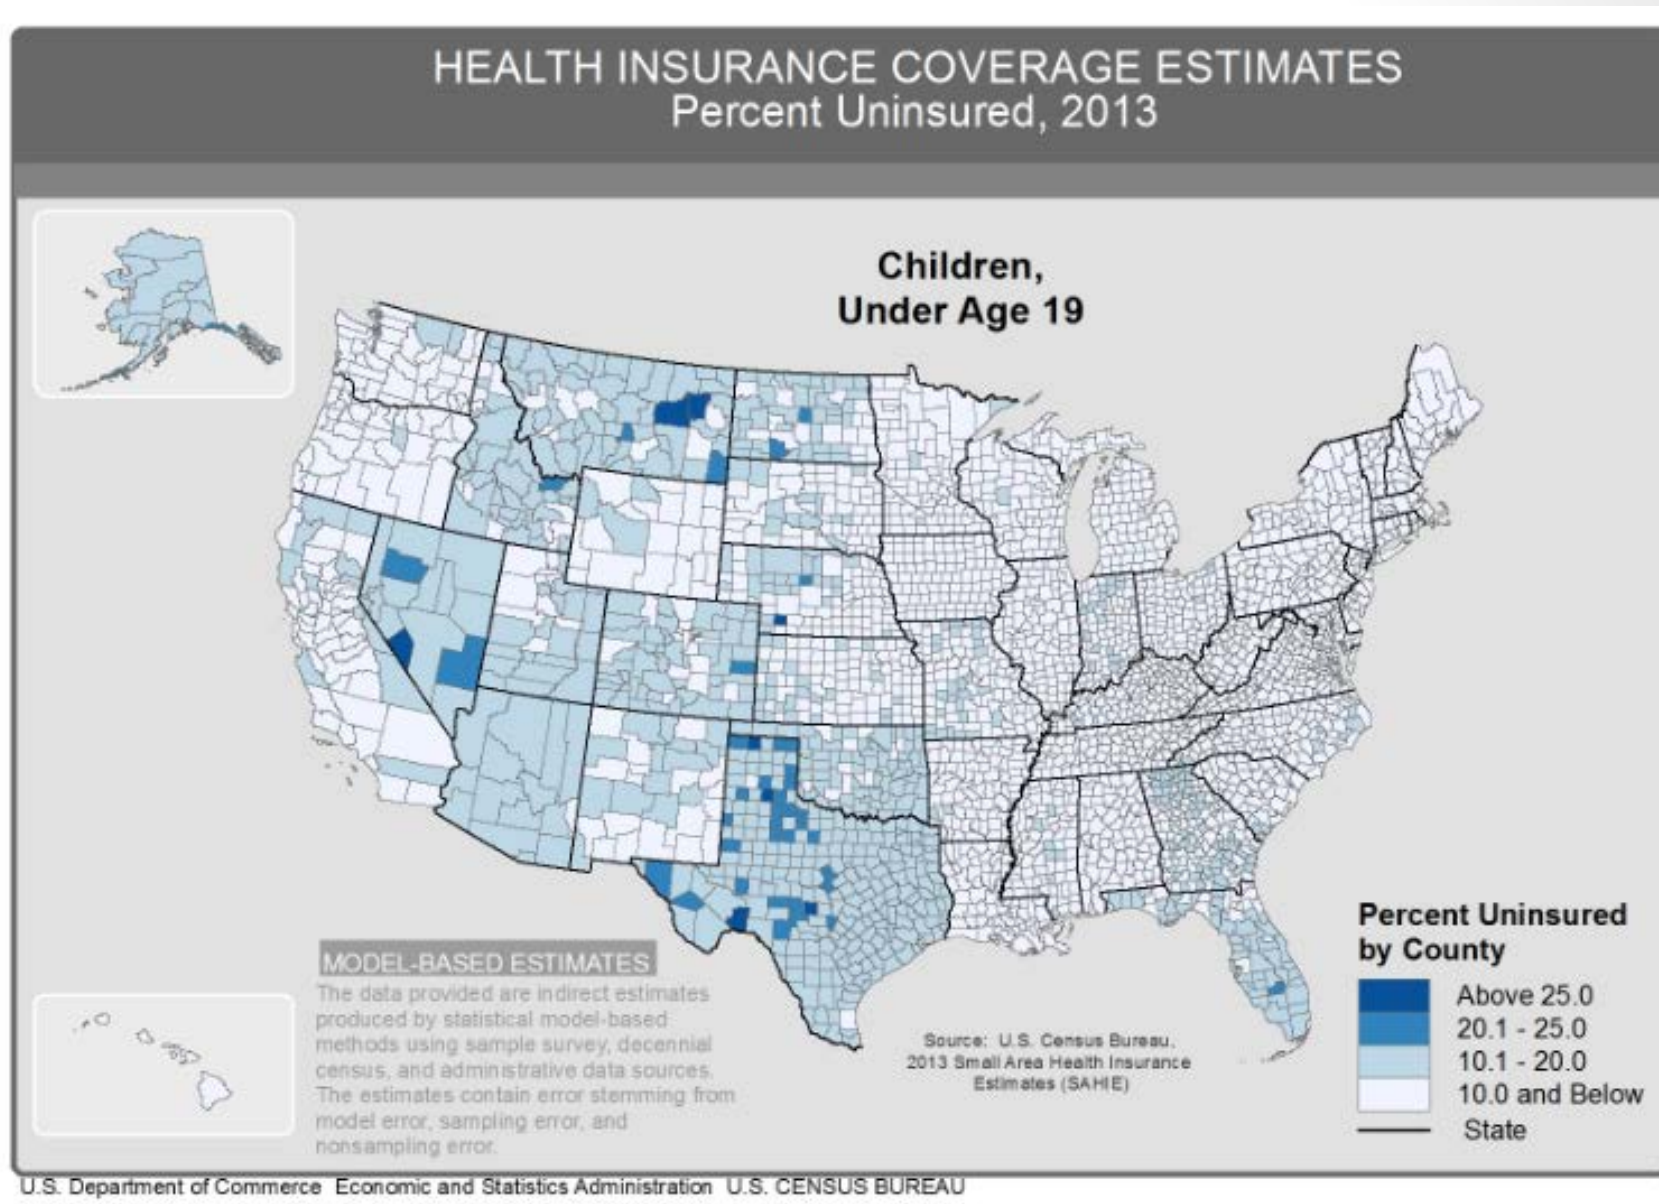 HEALTH INSURANCE COVERAGE ESTIMATES
Percent Uninsured, 2013
Children,
Under Age 19
MODEL-BASED ESTIMATES
The data provided are indirect estimates
produced by statistical model-based
methods using sample survey, decennial
census, and administrative data sources.
The estimates contain error stemming from
model error, sampling error, and
nonsampling error.
Source: U.S. Census Bureau,
2013 Small Area Health Insurance
Estimates (SAHIE)
Percent Uninsured
by County
Above 25.0
20.1 - 25.0
10.1 - 20.0
10.0 and Below
State
U.S. Department of Commerce Economic and Statistics Administration U.S. CENSUS BUREAU